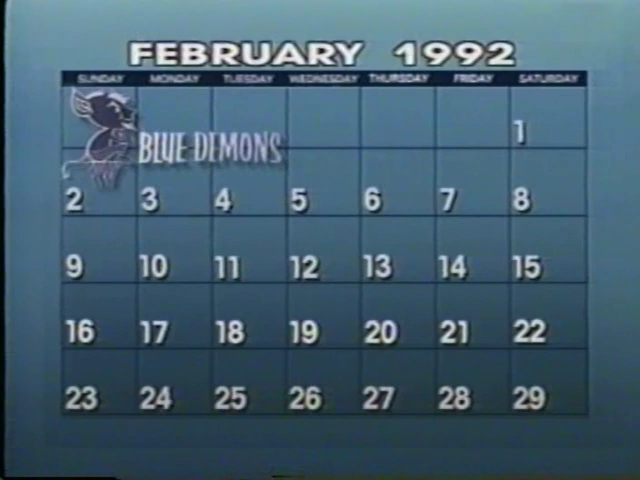 FEBRUARY 1992
SUNDAY MONDAY TUESDAY WEDNESDAY THURSDAY FRIDAY SATURDAY
1
BLUE DEMONS
2 3 4 5 6 7 8
9 10 11 12 13 14 15
16 17 18 19 20 21 22
23 24 25 26 27 28 29